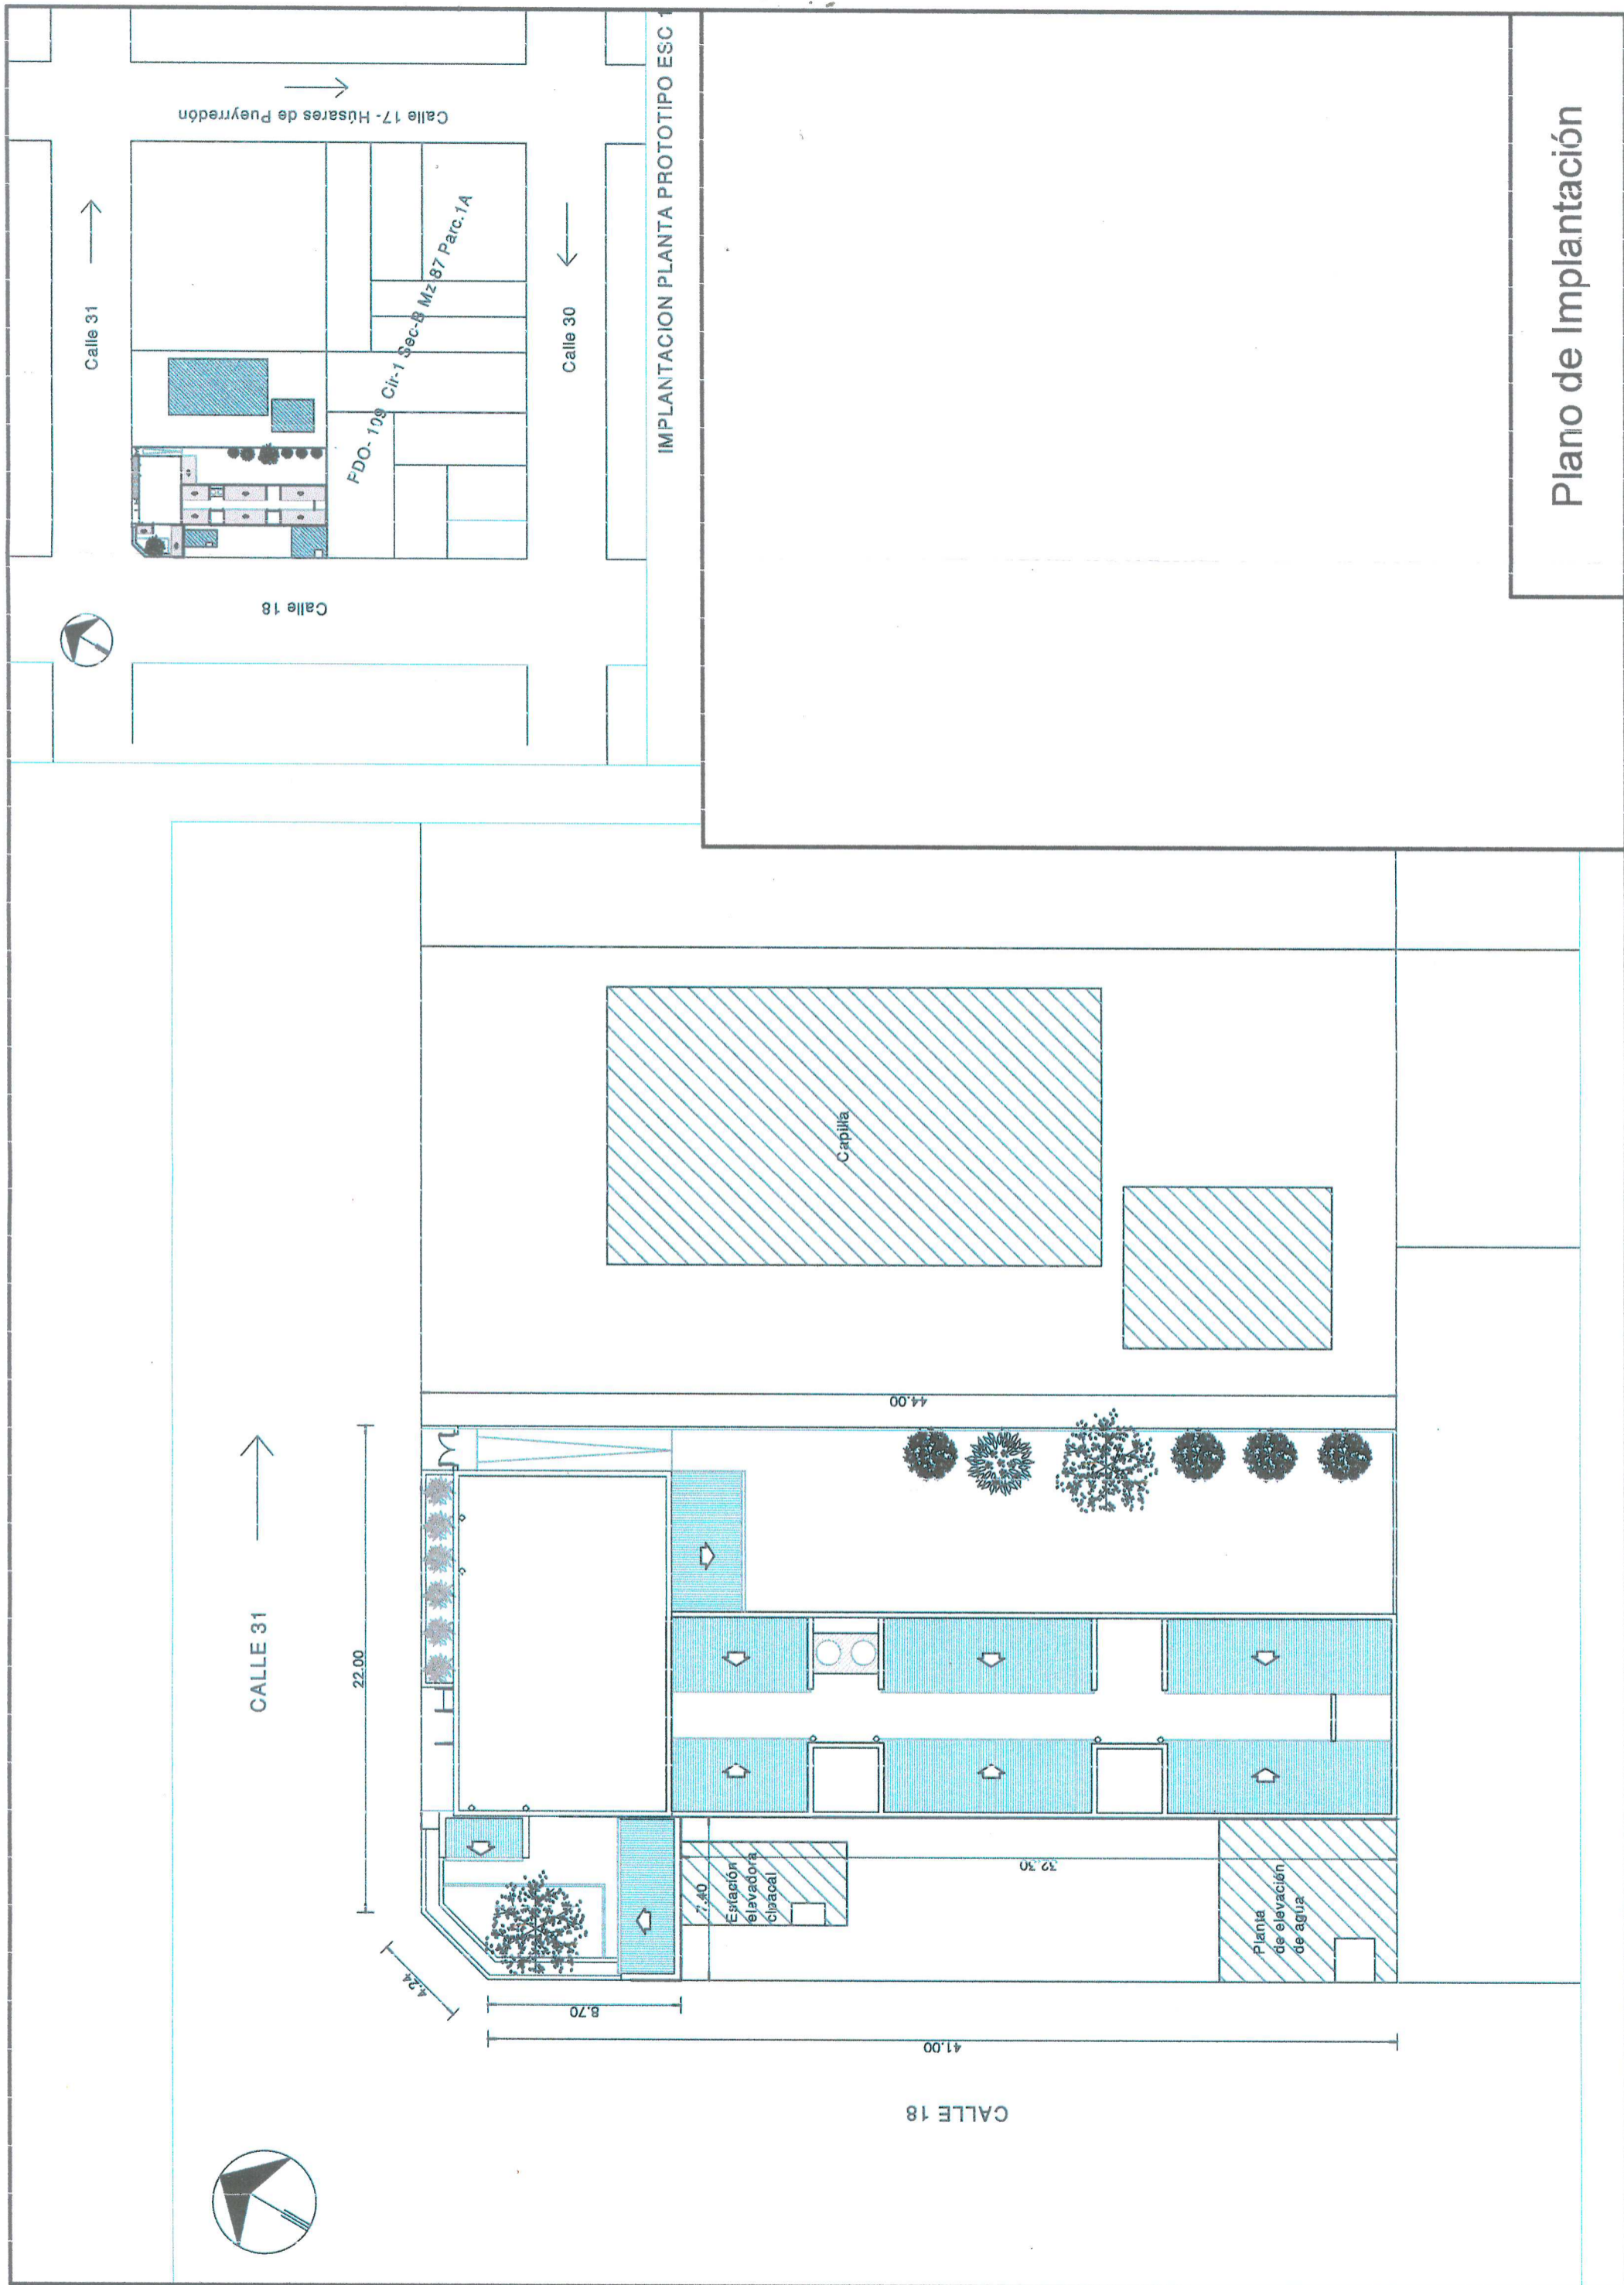 CALLE 31
22.00
4.24
8.70
41.00
CALLE 18
7.40
Estación
elevadora
cloacal
32.30
Planta
de elevación
de agua
44.00
Capilla
Calle 31
Calle 17- Húsares de Pueyrredón
Calle 18
PDO- 109 Cir-1 Sec-B Mz 87 Parc.1A
Calle 30
IMPLANTACION PLANTA PROTOTIPO ESC 1
Plano de Implantación